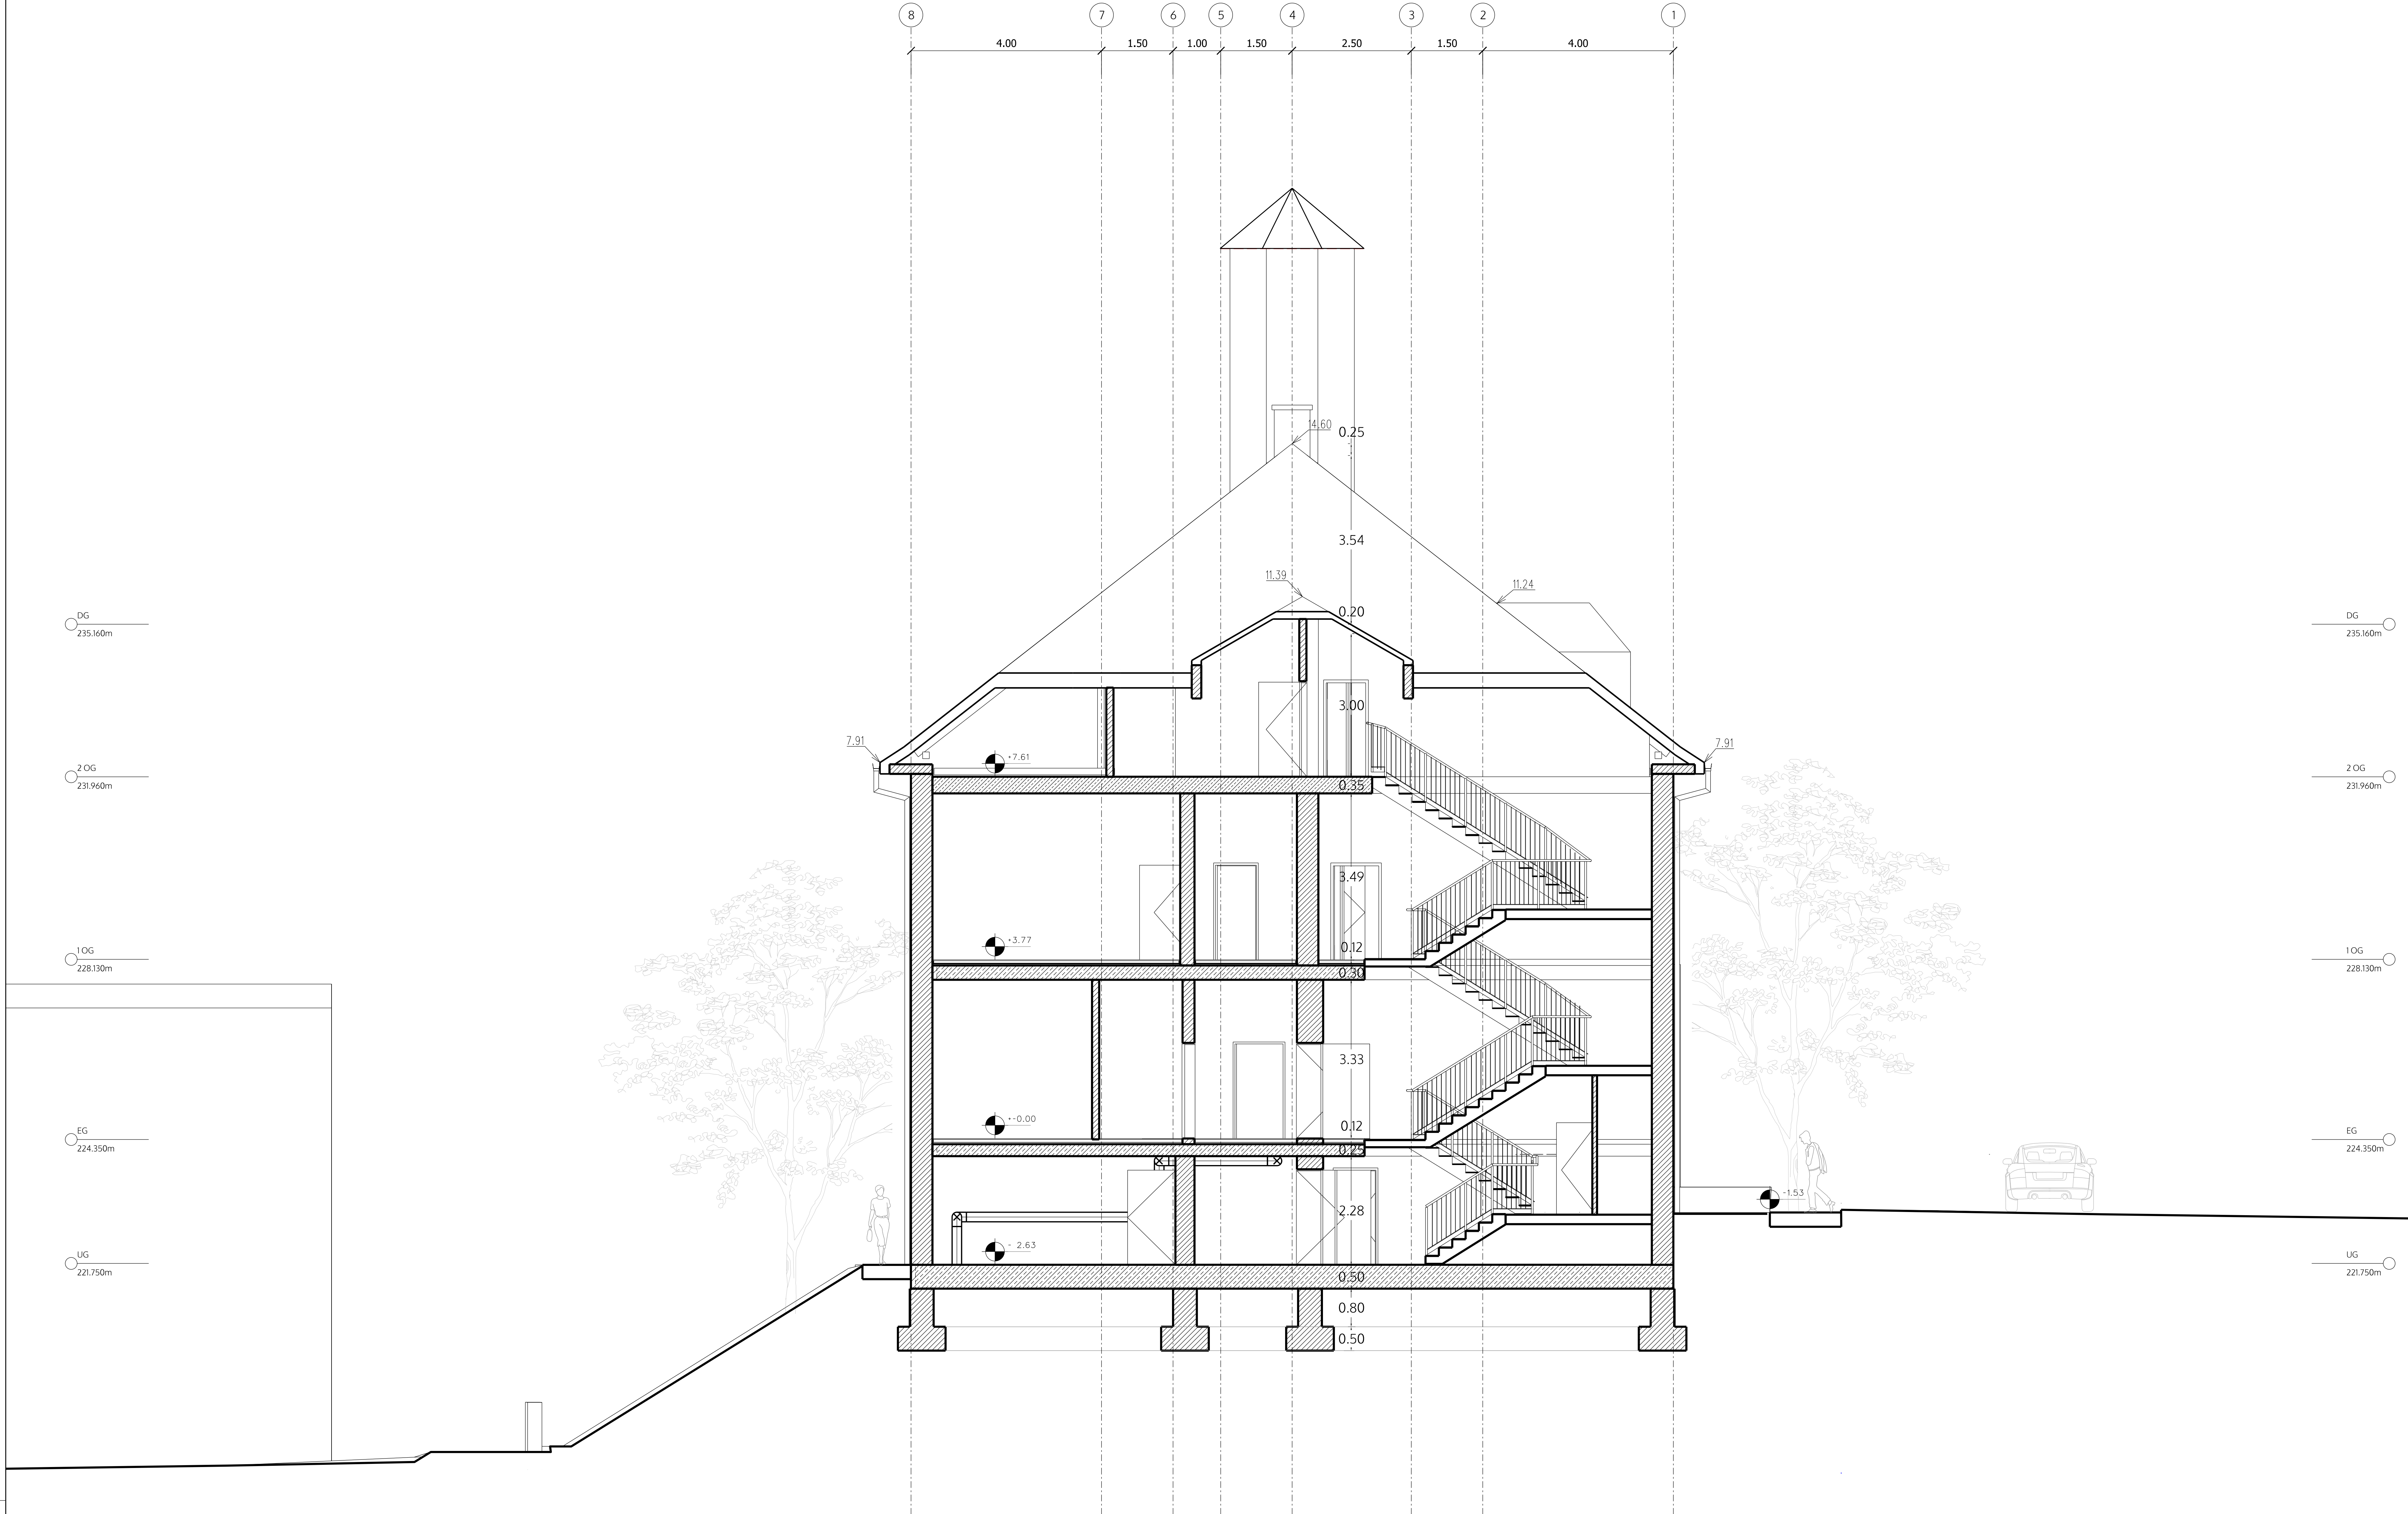 8 7 6 5 4 3 2 1
4.00 1.50 1.00 1.50 2.50 1.50 4.00
14.60 0.25
3.54
11.39 11.24
0.20
DG DG
235.160m 235.160m
3.00
7.91 7.91
+7.61
2 OG 2 OG
231.960m 0.35 231.960m
3.49
+3.77 0.12
1 OG 1 OG
228.130m 0.30 228.130m
3.33
+-0.00 0.12
EG EG
224.350m 0.25 224.350m
-1.53
2.28
- 2.63
UG UG
221.750m 0.50 221.750m
0.80
0.50